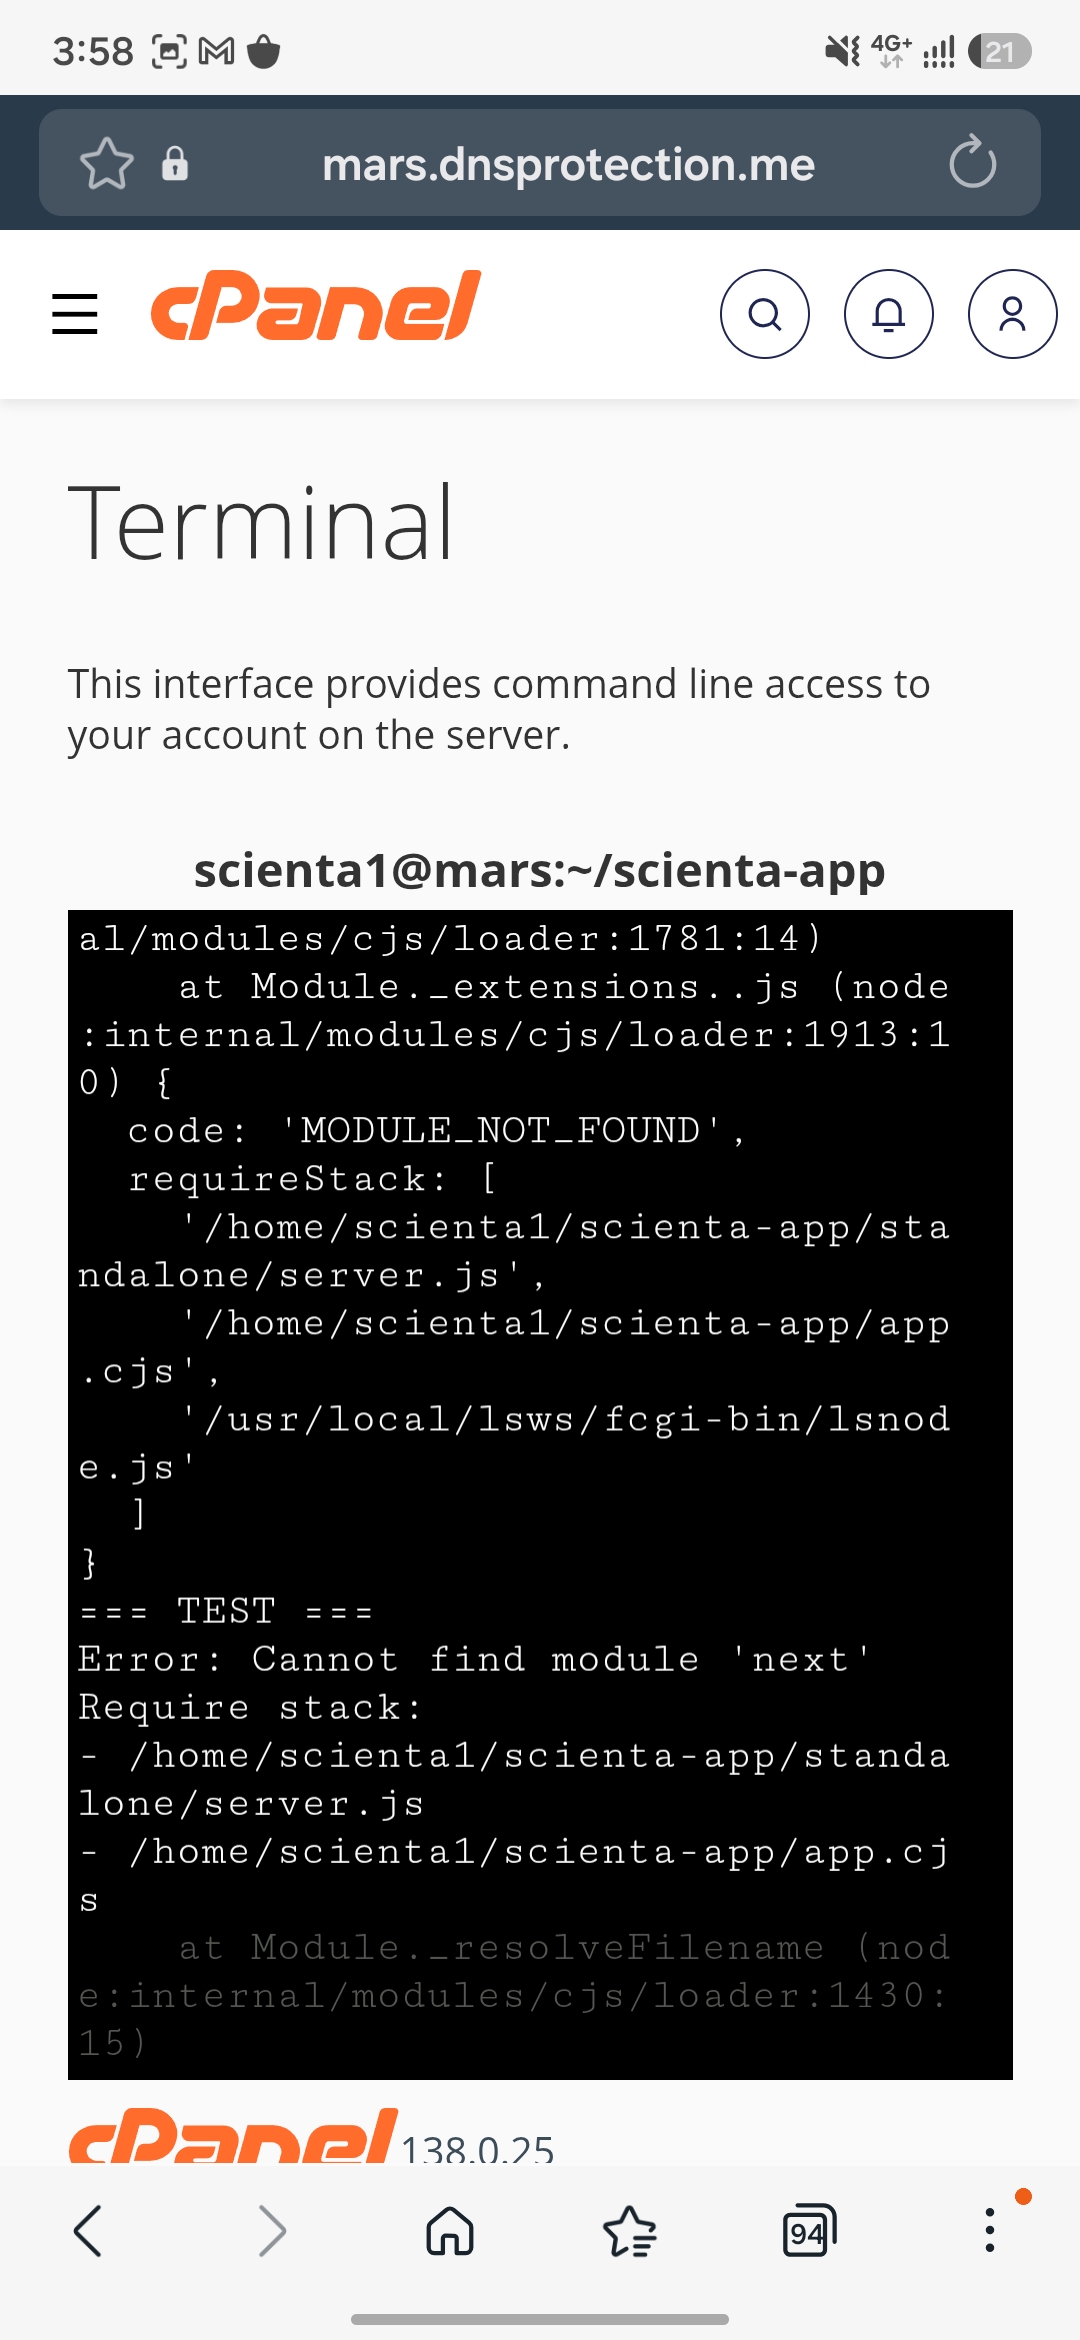 3:58
4G+
21
mars.dnsprotection.me
cPanel
Terminal
This interface provides command line access to
your account on the server.
scienta1@mars:~/scienta-app
al/modules/cjs/loader:1781:14)
    at Module._extensions..js (node
:internal/modules/cjs/loader:1913:1
0) {
  code: 'MODULE_NOT_FOUND',
  requireStack: [
    '/home/scienta1/scienta-app/sta
ndalone/server.js',
    '/home/scienta1/scienta-app/app
.cjs',
    '/usr/local/lsws/fcgi-bin/lsnod
e.js'
  ]
}
=== TEST ===
Error: Cannot find module 'next'
Require stack:
- /home/scienta1/scienta-app/standa
lone/server.js
- /home/scienta1/scienta-app/app.cj
s
    at Module._resolveFilename (nod
e:internal/modules/cjs/loader:1430:
15)
cPanel 138.0.25
94